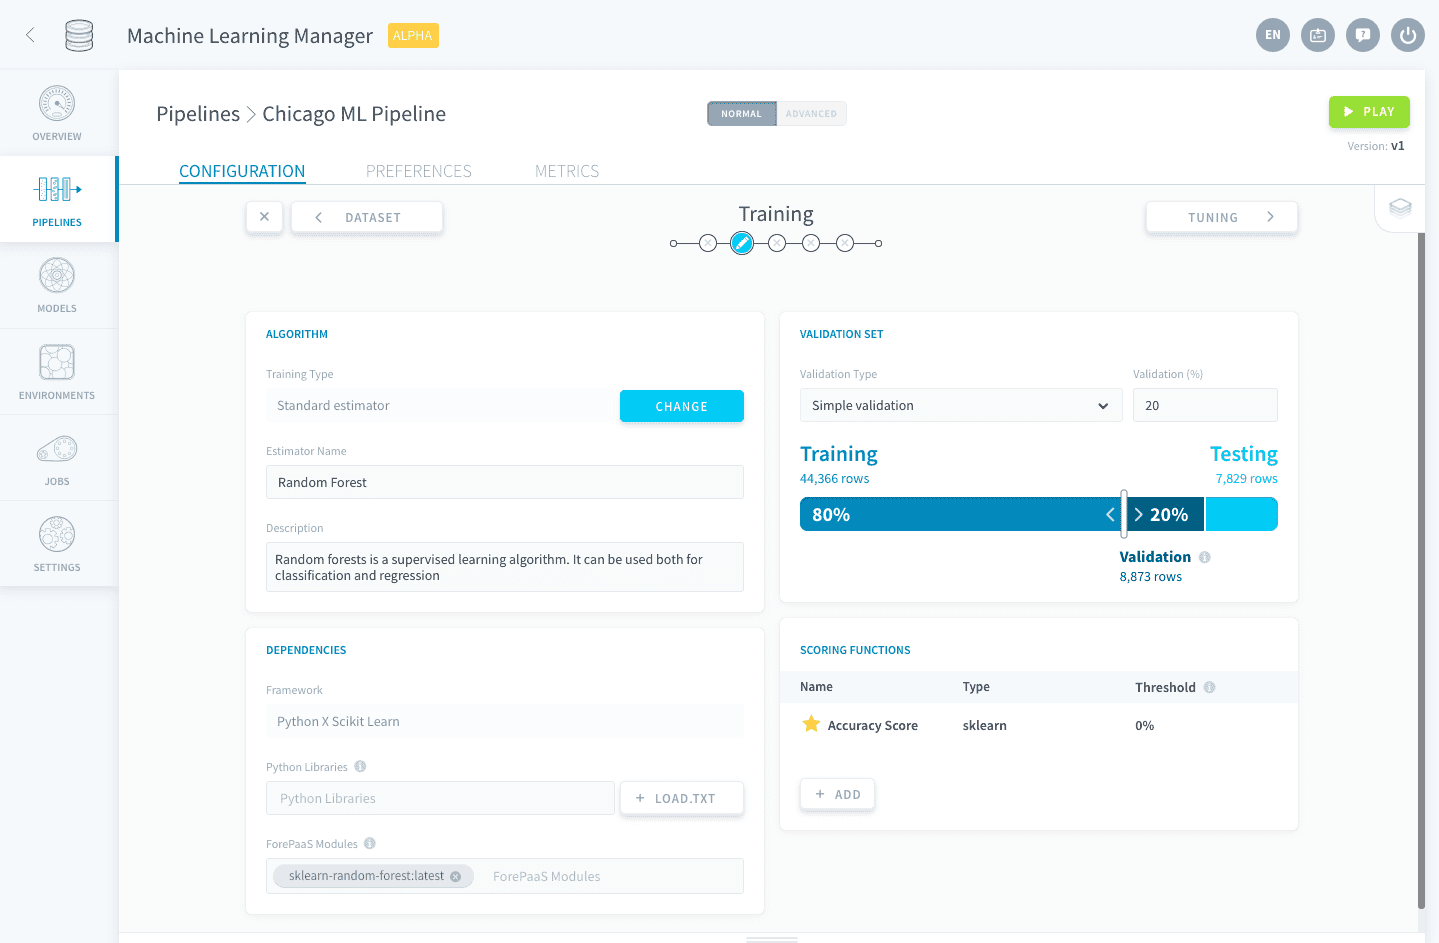 Machine Learning Manager
ALPHA
EN
OVERVIEW
PIPELINES
MODELS
ENVIRONMENTS
JOBS
SETTINGS
Pipelines > Chicago ML Pipeline
NORMAL
ADVANCED
PLAY
Version: v1
CONFIGURATION
PREFERENCES
METRICS
DATASET
Training
TUNING
ALGORITHM
Training Type
Standard estimator
CHANGE
Estimator Name
Random Forest
Description
Random forests is a supervised learning algorithm. It can be used both for
classification and regression
DEPENDENCIES
Framework
Python X Scikit Learn
Python Libraries
Python Libraries
+ LOAD.TXT
ForePaaS Modules
sklearn-random-forest:latest
ForePaaS Modules
VALIDATION SET
Validation Type
Validation (%)
Simple validation
20
Training
Testing
44,366 rows
7,829 rows
80%
20%
Validation
8,873 rows
SCORING FUNCTIONS
Name
Type
Threshold
Accuracy Score
sklearn
0%
+ ADD